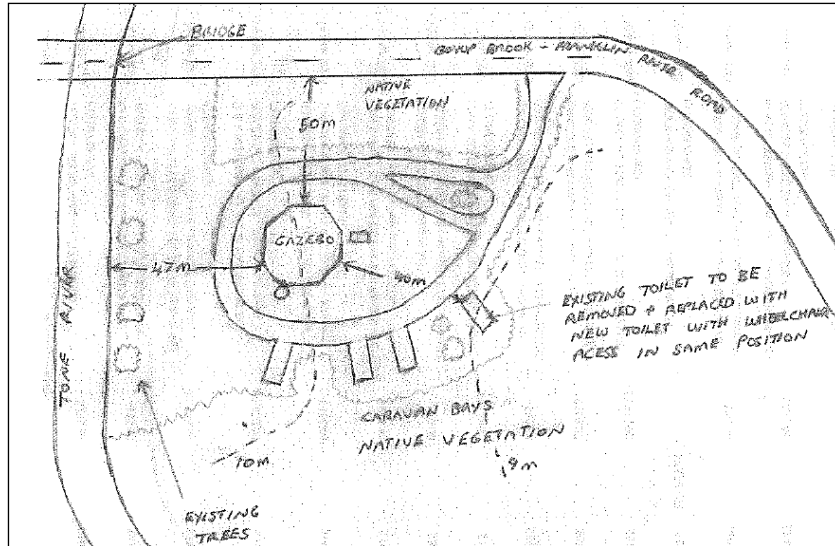 BRIDGE
BOYUP BROOK - FRANKLIN RIVER ROAD
NATIVE
VEGETATION
50m
GAZEBO
47m
40m
EXISTING TOILET TO BE
REMOVED + REPLACED WITH
NEW TOILET WITH WHEELCHAIR
ACESS IN SAME POSITION
TONE RIVER
CARAVAN BAYS
NATIVE VEGETATION
10m
9m
EXISTING
TREES